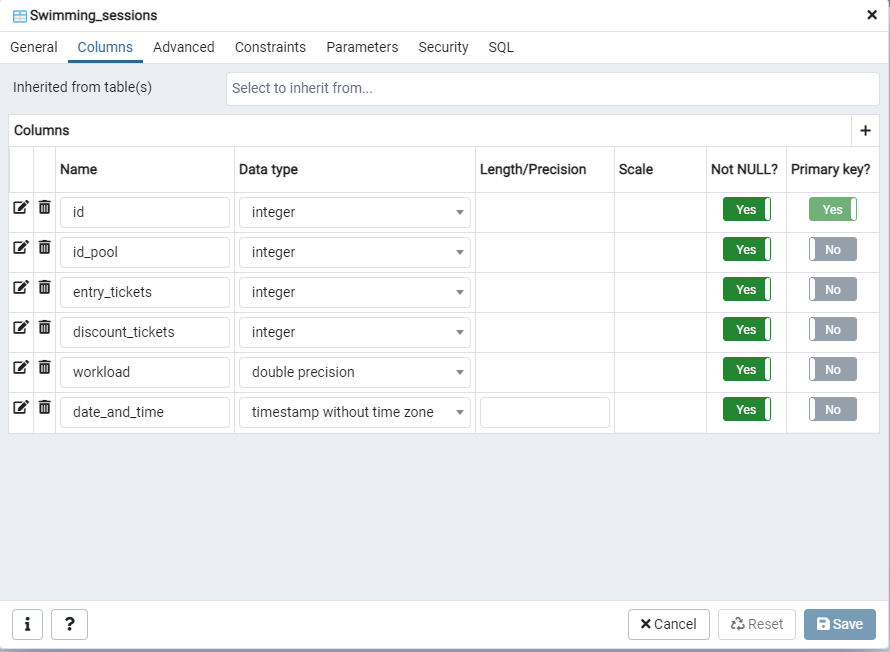 Swimming_sessions
General Columns Advanced Constraints Parameters Security SQL
Inherited from table(s) Select to inherit from...
Columns
Name Data type Length/Precision Scale Not NULL? Primary key?
id integer Yes Yes
id_pool integer Yes No
entry_tickets integer Yes No
discount_tickets integer Yes No
workload double precision Yes No
date_and_time timestamp without time zone Yes No
i ? Cancel Reset Save